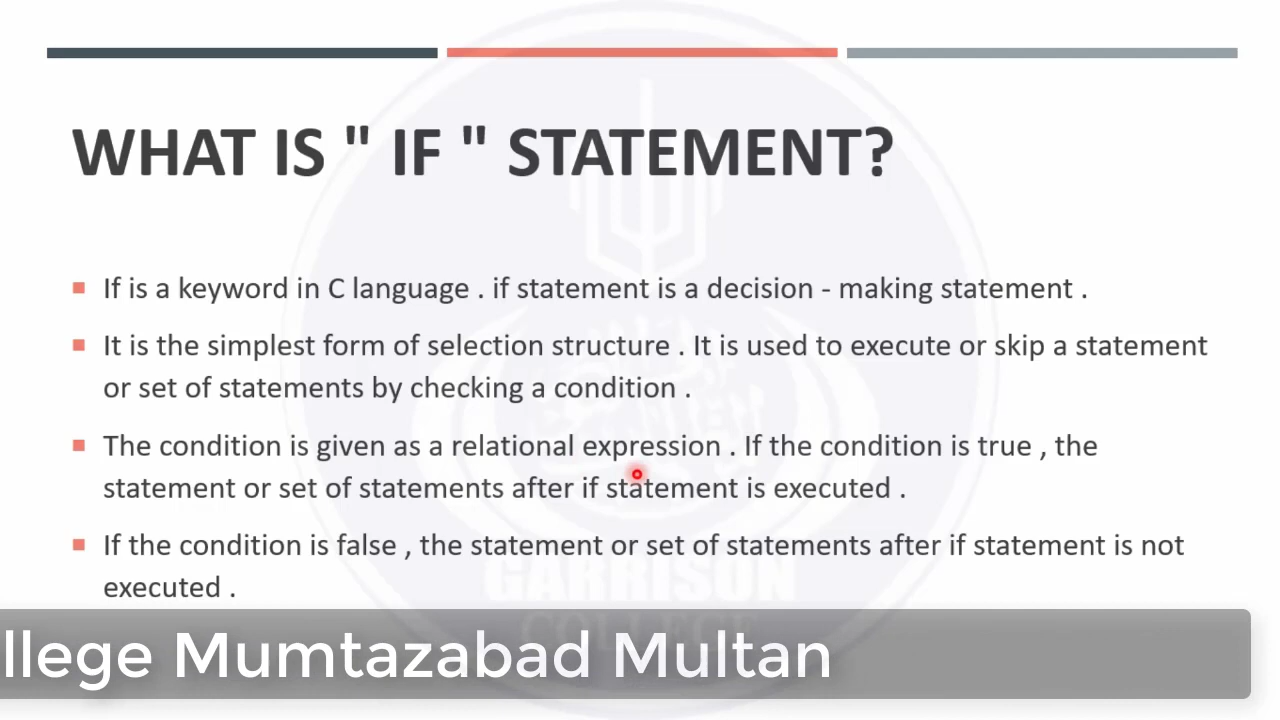 WHAT IS " IF " STATEMENT?
If is a keyword in C language . if statement is a decision - making statement .
It is the simplest form of selection structure . It is used to execute or skip a statement
or set of statements by checking a condition .
The condition is given as a relational expression . If the condition is true , the
statement or set of statements after if statement is executed .
If the condition is false , the statement or set of statements after if statement is not
executed .
GARRISON
COLLEGE
llege Mumtazabad Multan